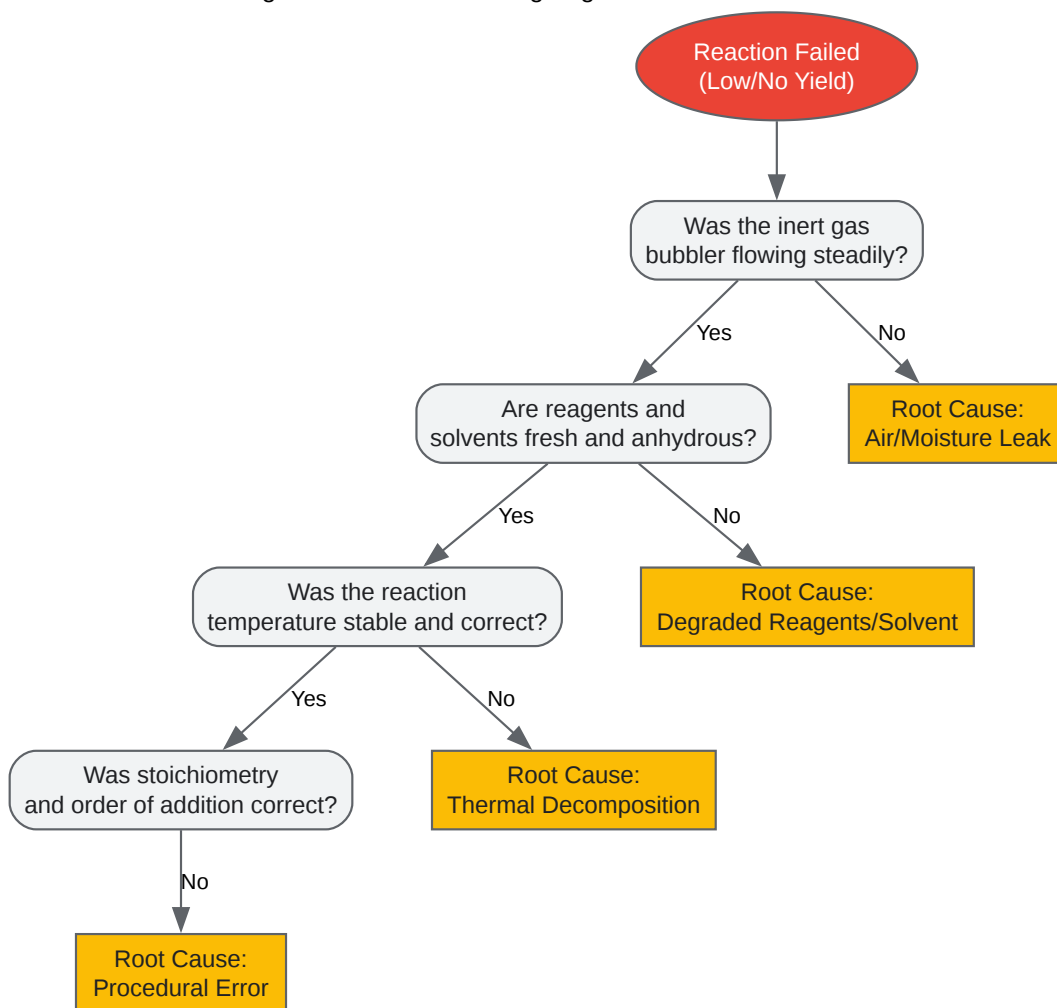 Reaction Failed
(Low/No Yield)
Was the inert gas
bubbler flowing steadily?
Yes
No
Are reagents and
solvents fresh and anhydrous?
Root Cause:
Air/Moisture Leak
Yes
No
Was the reaction
temperature stable and correct?
Root Cause:
Degraded Reagents/Solvent
Yes
No
Was stoichiometry
and order of addition correct?
Root Cause:
Thermal Decomposition
No
Root Cause:
Procedural Error